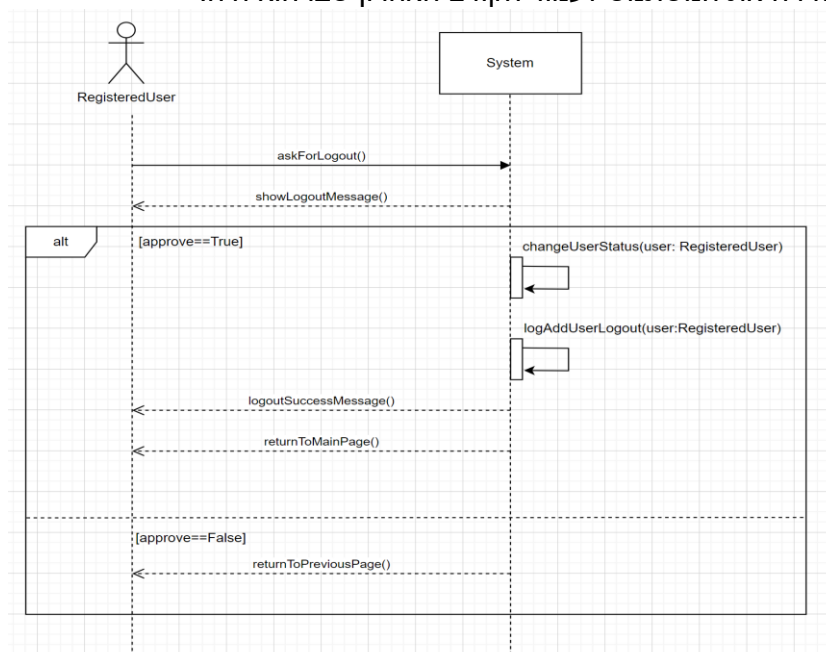 RegisteredUser
System
askForLogout()
showLogoutMessage()
alt
[approve==True]
changeUserStatus(user: RegisteredUser)
logAddUserLogout(user:RegisteredUser)
logoutSuccessMessage()
returnToMainPage()
[approve==False]
returnToPreviousPage()